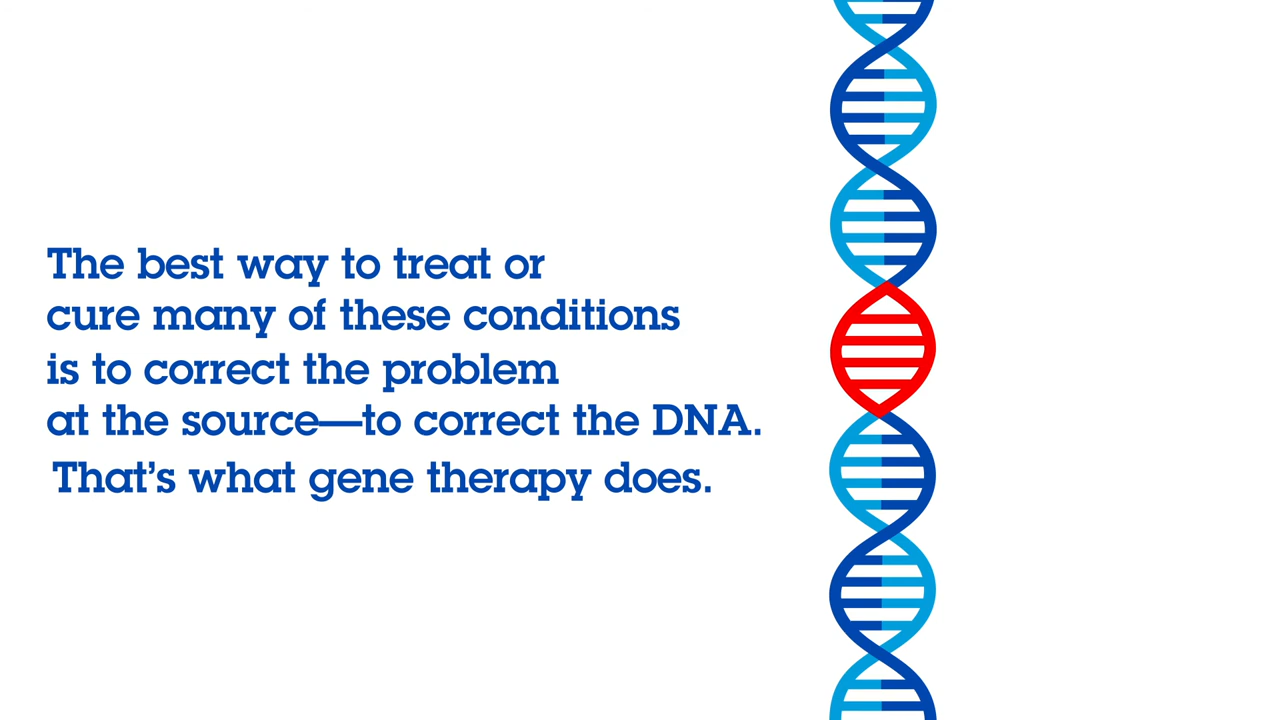 The best way to treat or
cure many of these conditions
is to correct the problem
at the source—to correct the DNA.
That’s what gene therapy does.